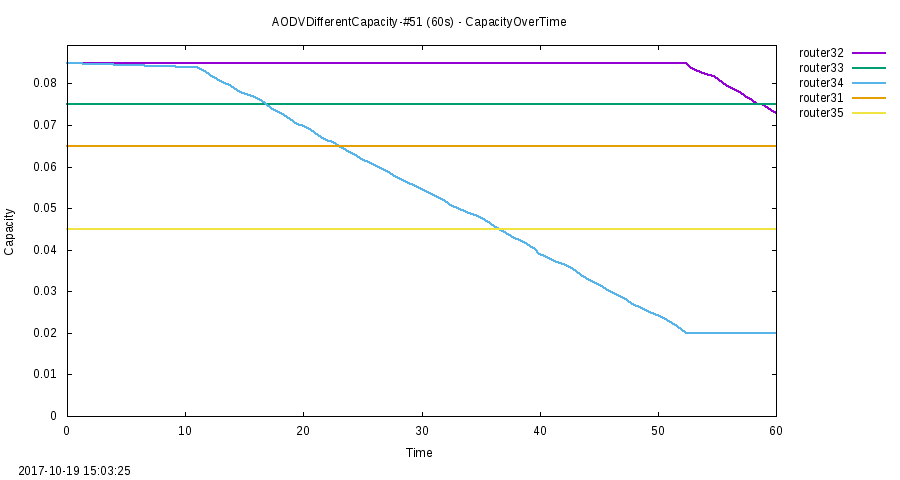 AODVDifferentCapacity-#51 (60s) - CapacityOverTime
router32
router33
router34
router31
router35
0.08
0.07
0.06
0.05
0.04
0.03
0.02
0.01
0
Capacity
0 10 20 30 40 50 60
Time
2017-10-19 15:03:25